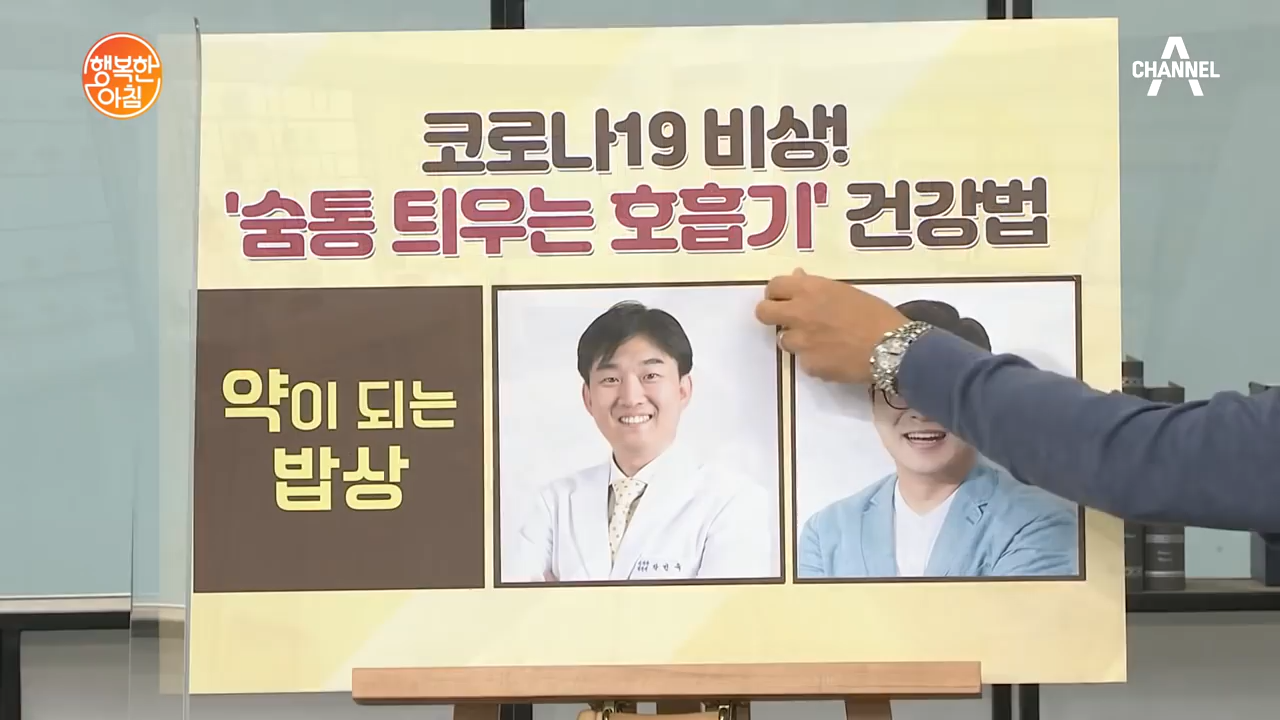 행복한
아침
CHANNEL A
코로나19 비상!
'숨통 틔우는 호흡기' 건강법
약이 되는
밥상